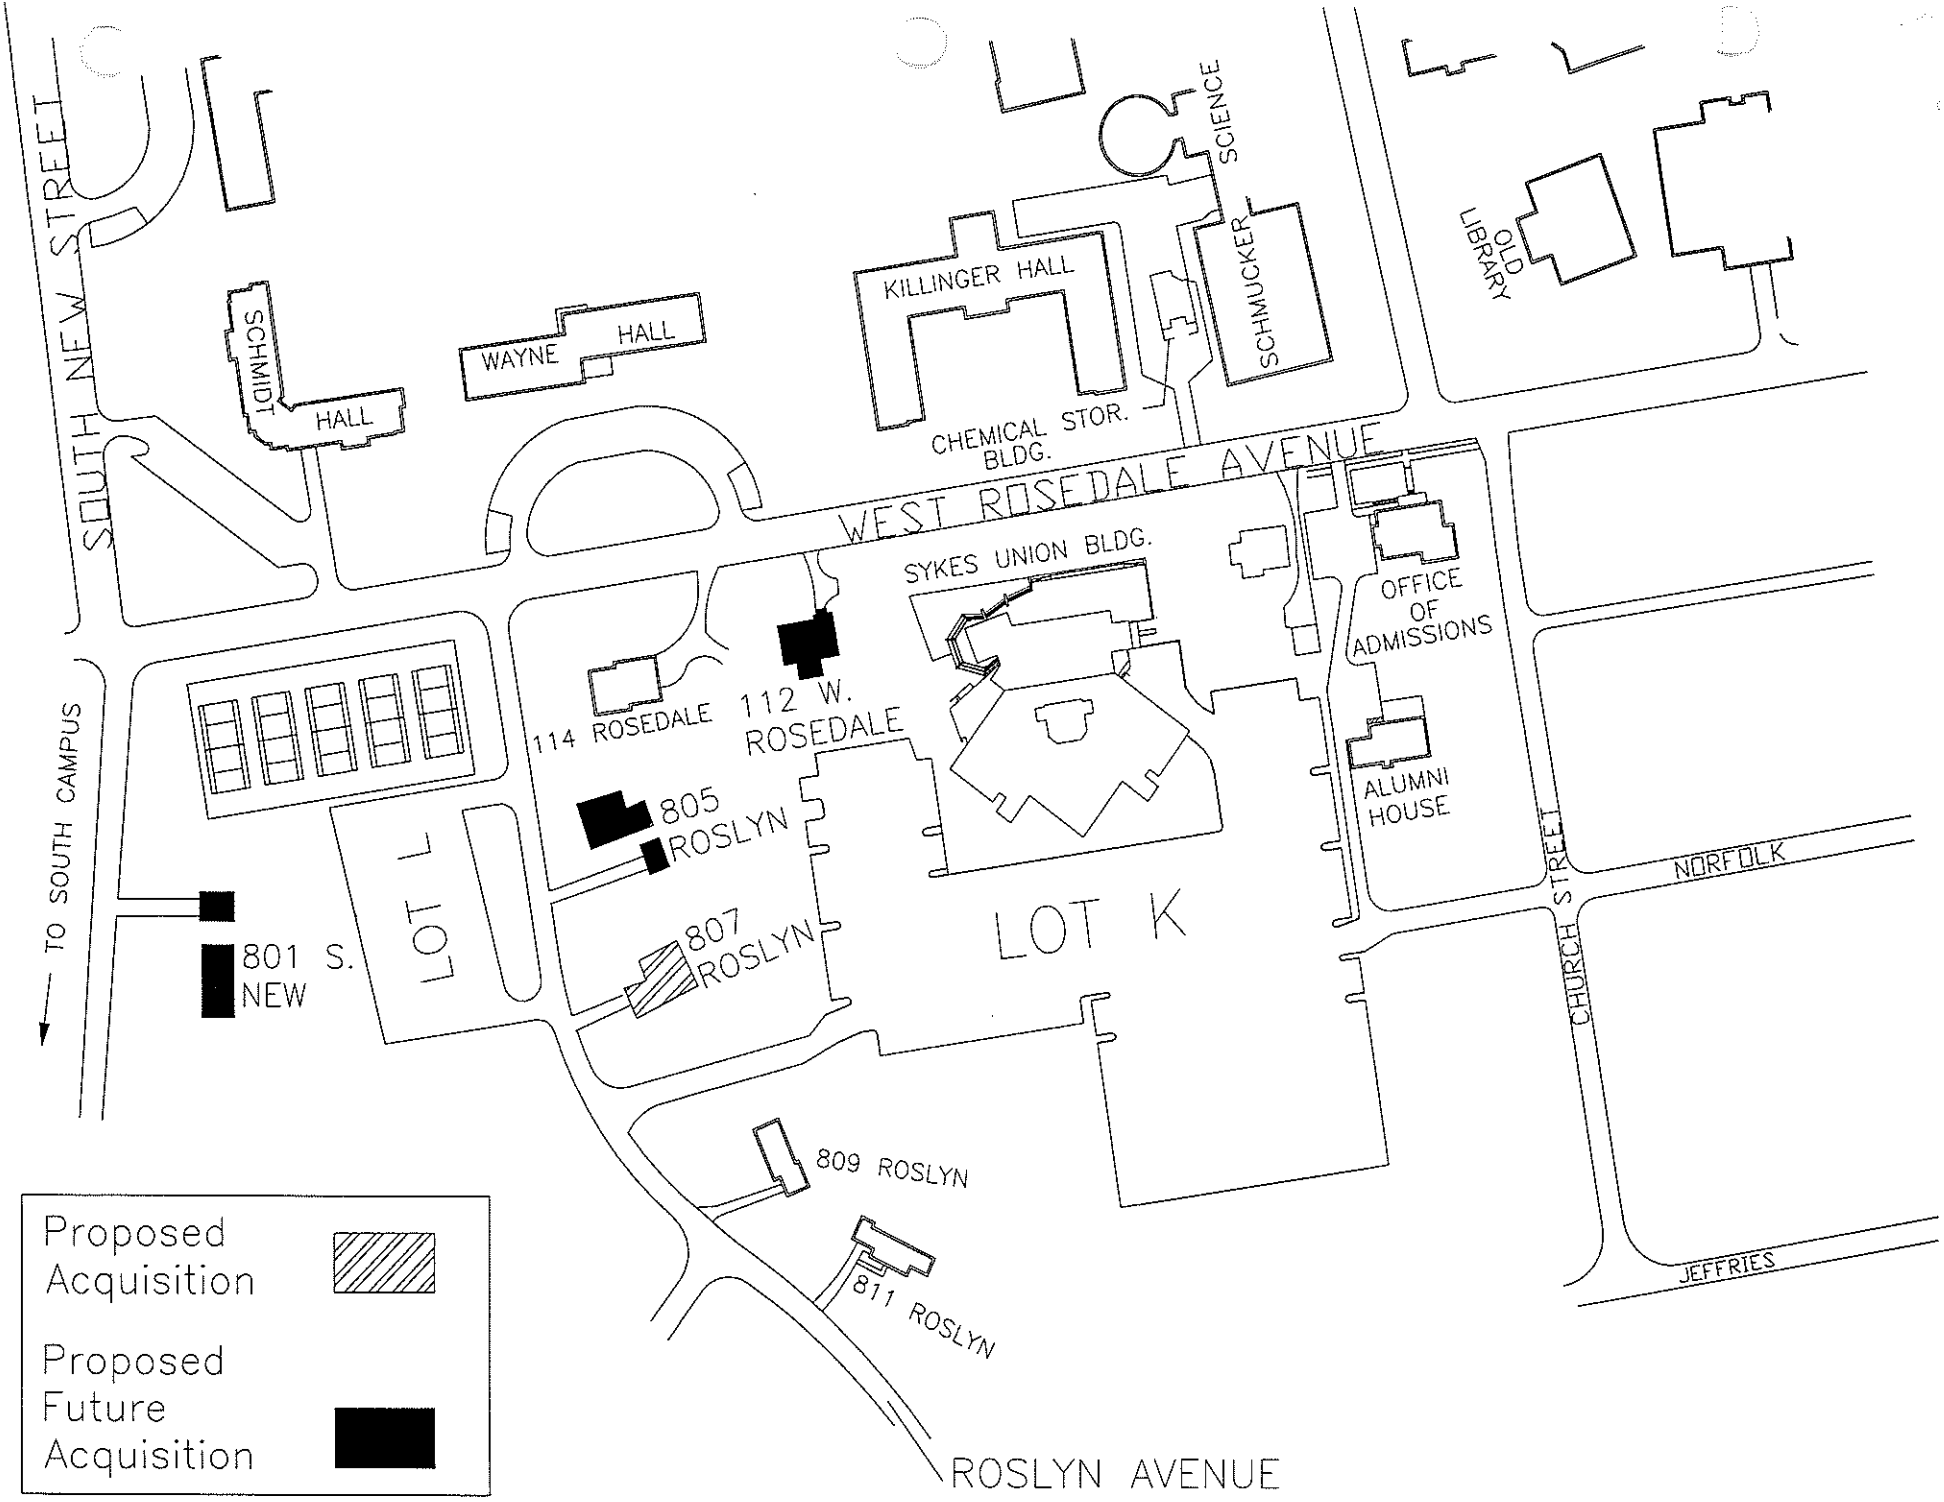 SOUTH NEW STREET
SCIENCE
OLD
LIBRARY
KILLINGER HALL
SCHMUCKER
SCHMIDT
HALL
WAYNE
HALL
CHEMICAL STOR.
BLDG.
WEST ROSEDALE AVENUE
SYKES UNION BLDG.
OFFICE
OF
ADMISSIONS
114 ROSEDALE
112 W.
ROSEDALE
TO SOUTH CAMPUS
805
ROSLYN
ALUMNI
HOUSE
LOT L
NORFOLK
CHURCH STREET
LOT K
807
ROSLYN
801 S.
NEW
809 ROSLYN
811 ROSLYN
JEFFRIES
Proposed
Acquisition
Proposed
Future
Acquisition
ROSLYN AVENUE